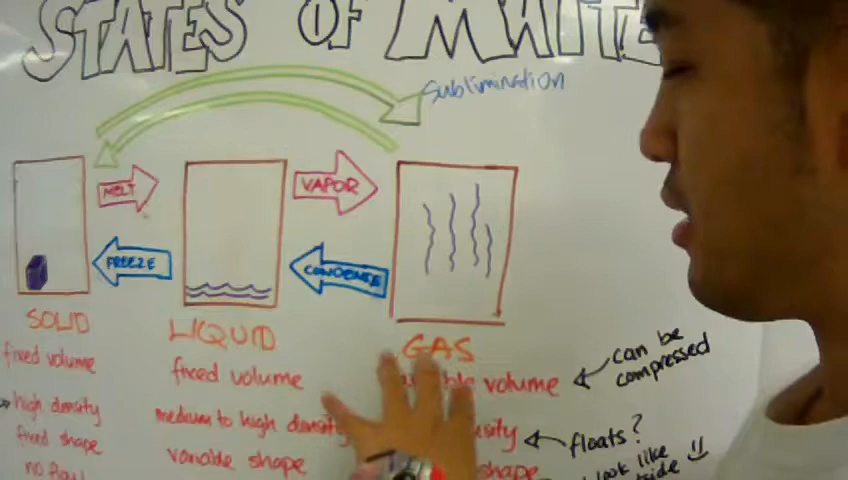 STATES OF MATTE
Sublimination
MELT
VAPOR
FREEZE
CONDENSE
SOLID
fixed volume
high density
fixed shape
no flow
LIQUID
fixed volume
medium to high density
variable shape
GAS
volume
can be
compressed
floats?
shape
look like